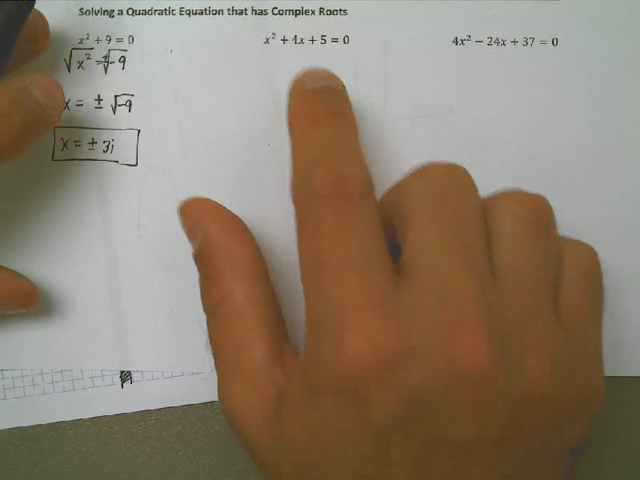 Solving a Quadratic Equation that has Complex Roots
x² + 9 = 0
x² + 4x + 5 = 0
4x² − 24x + 37 = 0
√x² = ±√-9
x = ± √-9
x = ± 3i